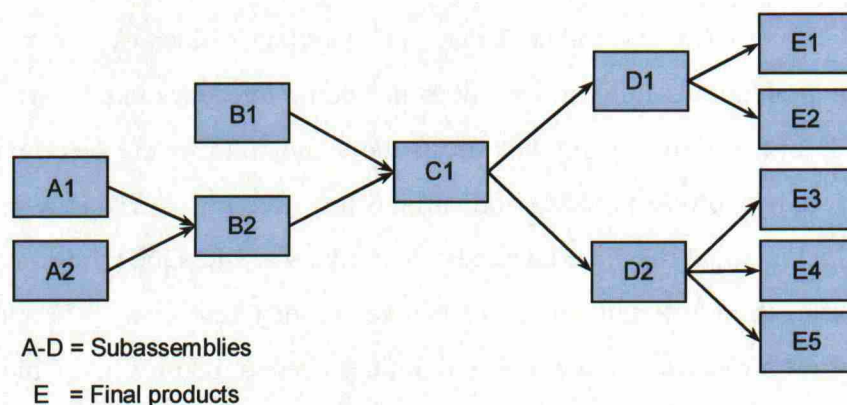 A1
A2
B1
B2
C1
D1
D2
E1
E2
E3
E4
E5
A-D = Subassemblies
E = Final products